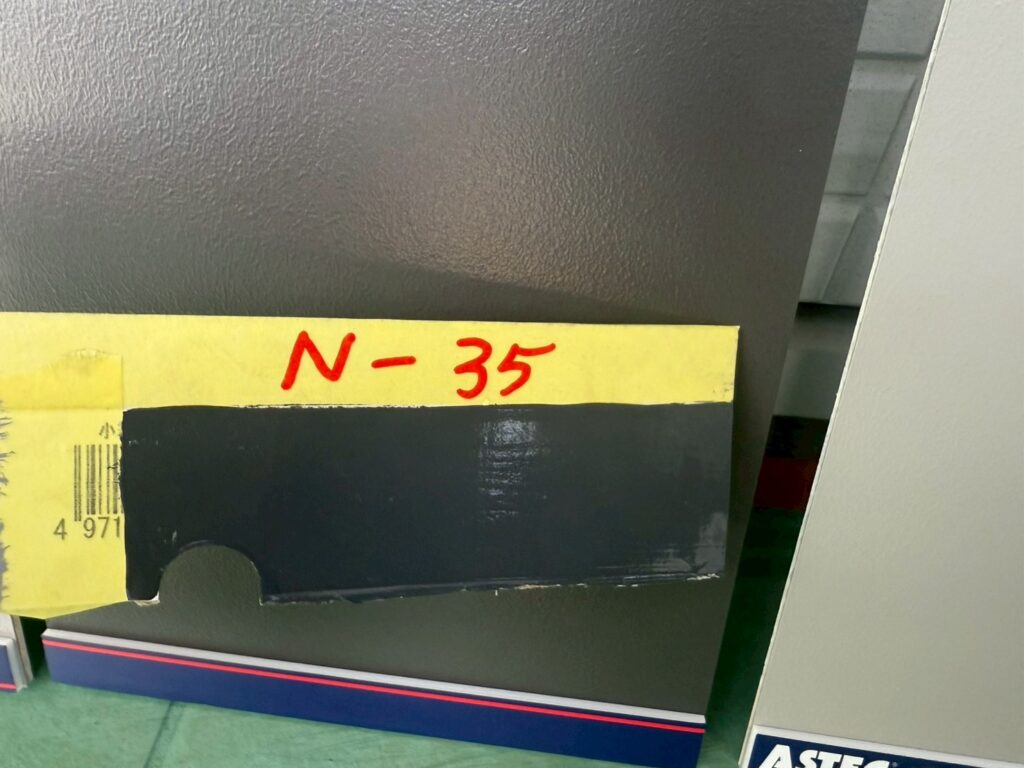 N-35
小
4 971
ASTEC